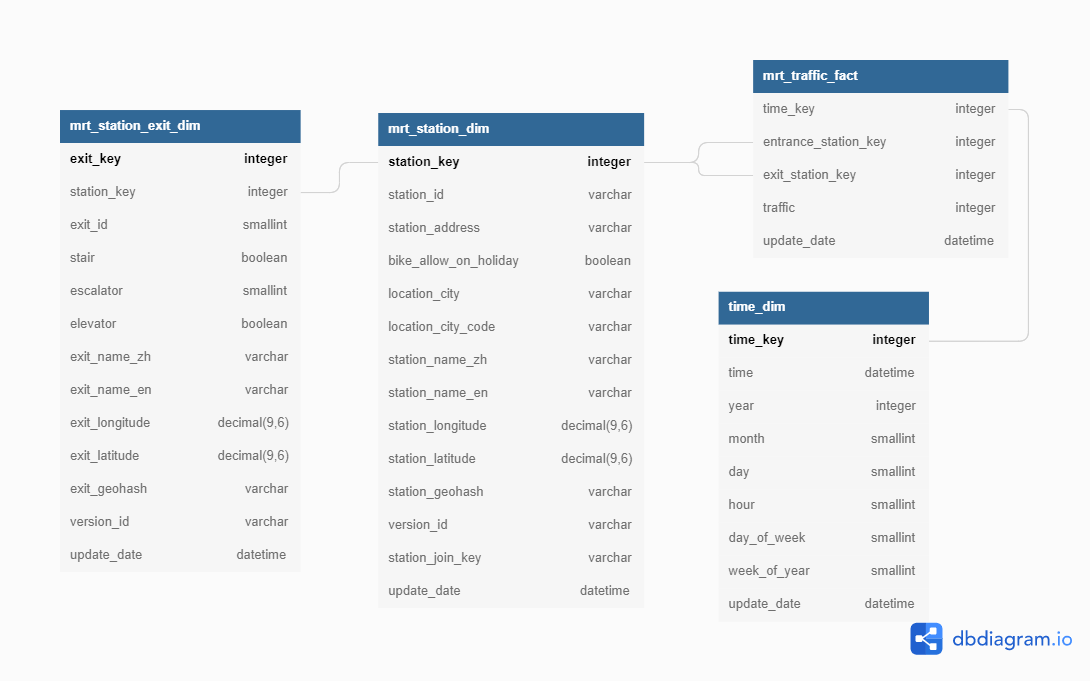 mrt_station_exit_dim
exit_key integer
station_key integer
exit_id smallint
stair boolean
escalator smallint
elevator boolean
exit_name_zh varchar
exit_name_en varchar
exit_longitude decimal(9,6)
exit_latitude decimal(9,6)
exit_geohash varchar
version_id varchar
update_date datetime
mrt_station_dim
station_key integer
station_id varchar
station_address varchar
bike_allow_on_holiday boolean
location_city varchar
location_city_code varchar
station_name_zh varchar
station_name_en varchar
station_longitude decimal(9,6)
station_latitude decimal(9,6)
station_geohash varchar
version_id varchar
station_join_key varchar
update_date datetime
mrt_traffic_fact
time_key integer
entrance_station_key integer
exit_station_key integer
traffic integer
update_date datetime
time_dim
time_key integer
time datetime
year integer
month smallint
day smallint
hour smallint
day_of_week smallint
week_of_year smallint
update_date datetime
dbdiagram.io